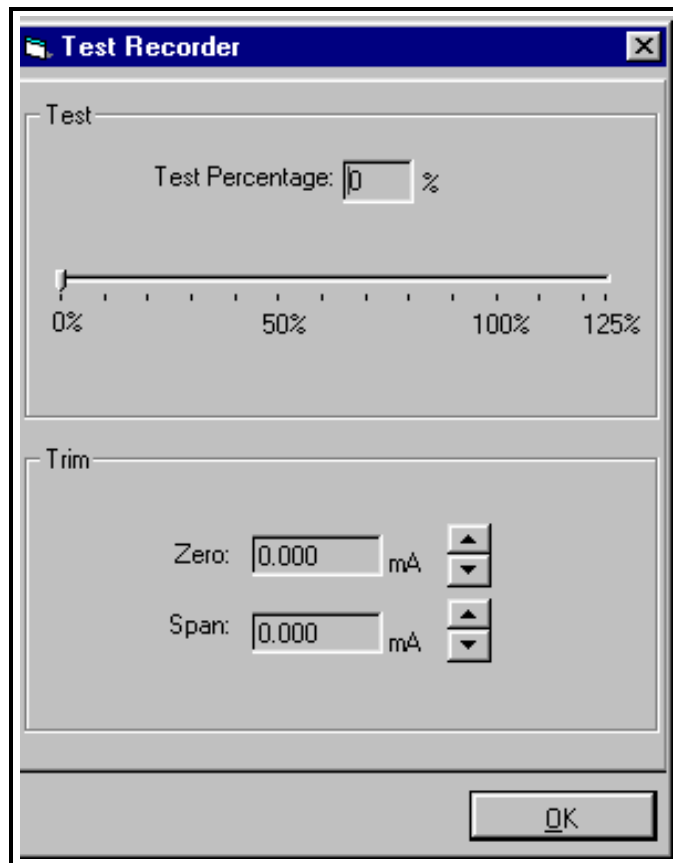 Test Recorder
Test
Test Percentage: 0 %
0% 50% 100% 125%
Trim
Zero: 0.000 mA
Span: 0.000 mA
OK